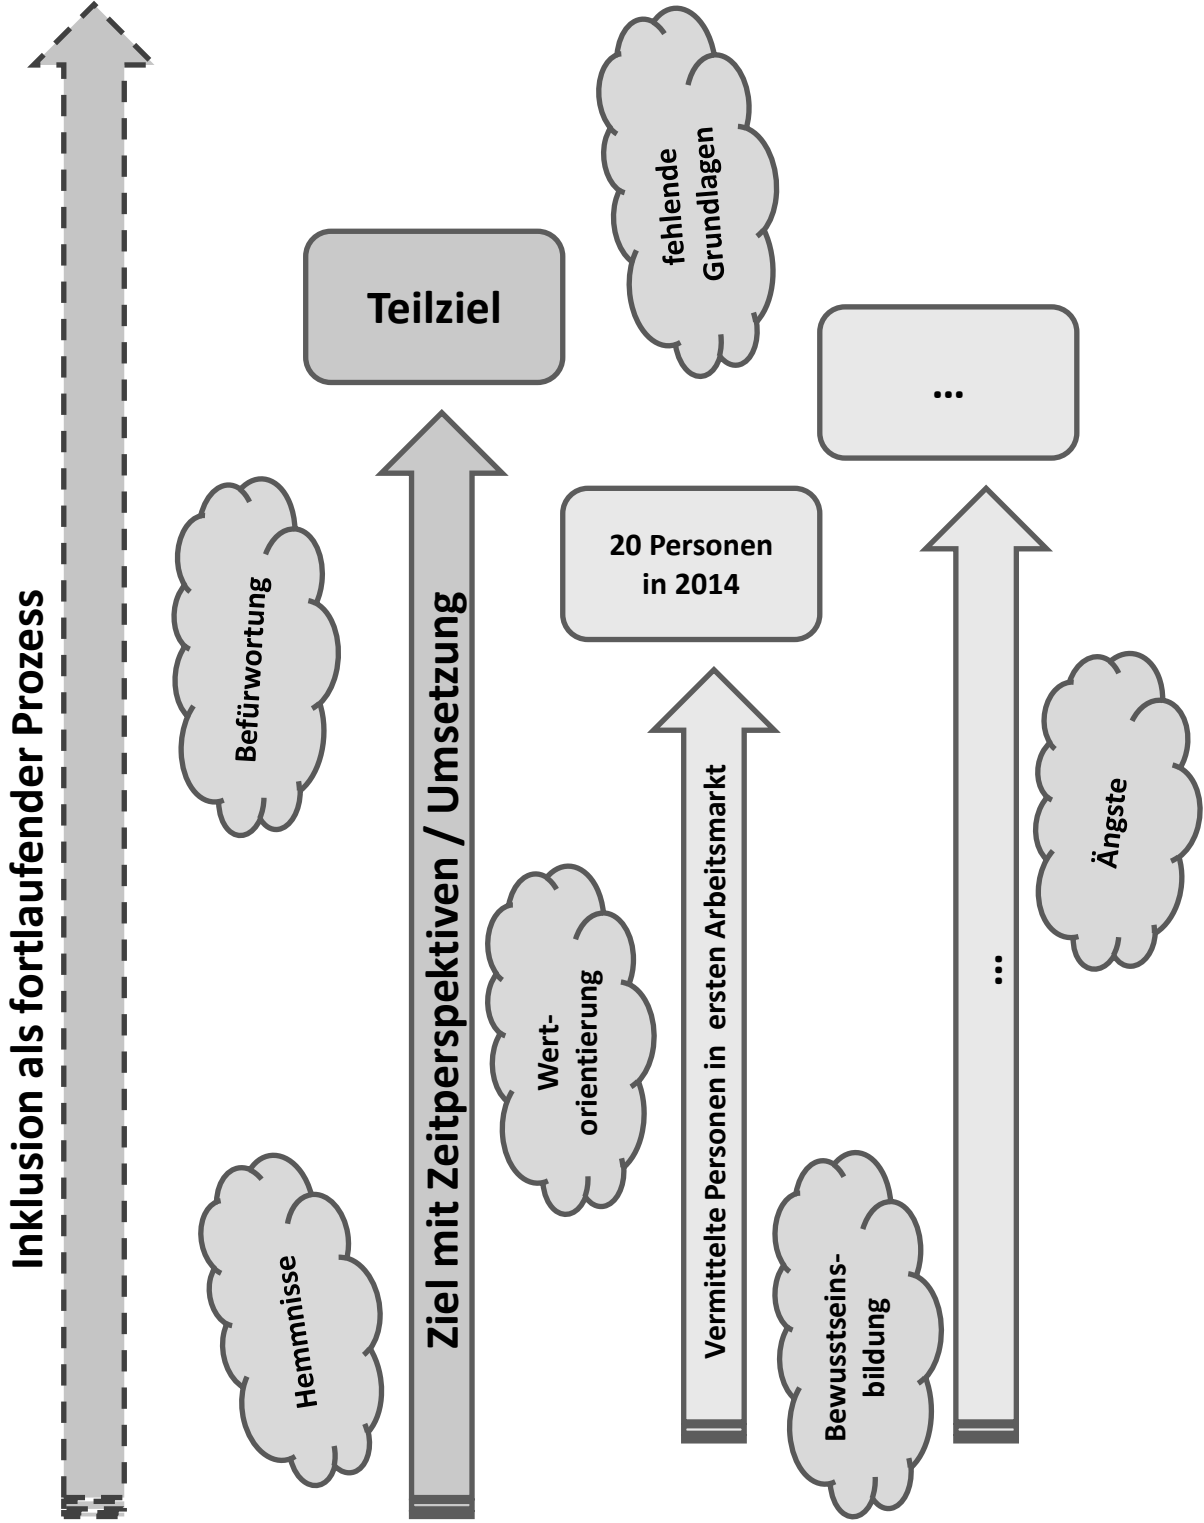 Inklusion als fortlaufender Prozess
Teilziel
Ziel mit Zeitperspektiven / Umsetzung
Befürwortung
Hemmnisse
fehlende
Grundlagen
20 Personen
in 2014
Vermittelte Personen in ersten Arbeitsmarkt
Wert-
orientierung
Bewusstseins-
bildung
...
...
Ängste